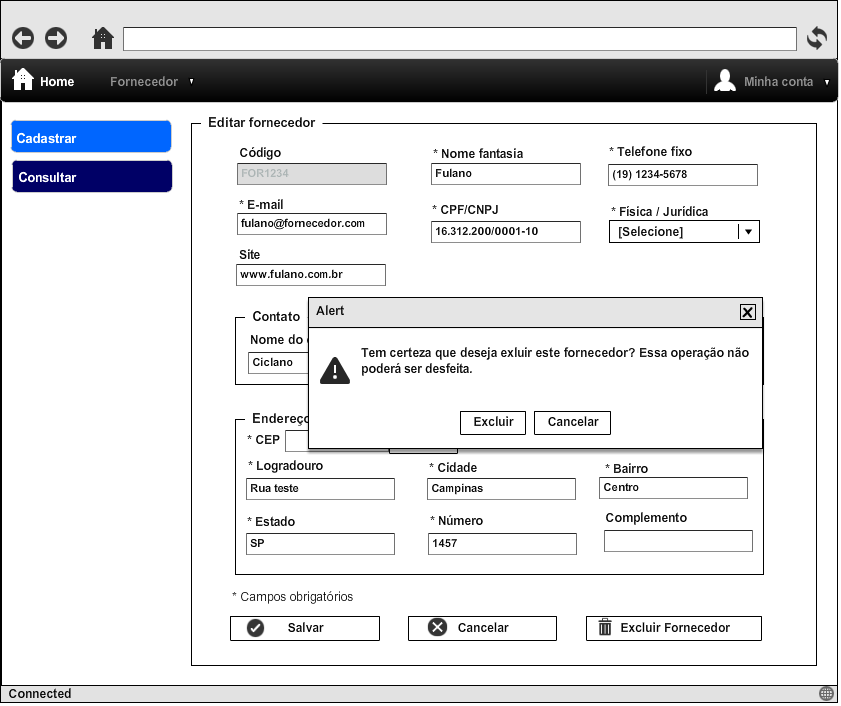 Home
Fornecedor
Minha conta
Cadastrar
Consultar
Editar fornecedor
Código
* Nome fantasia
* Telefone fixo
FOR1234
Fulano
(19) 1234-5678
* E-mail
* CPF/CNPJ
* Física / Jurídica
fulano@fornecedor.com
16.312.200/0001-10
[Selecione]
Site
www.fulano.com.br
Contato
Nome do
Ciclano
Alert
Tem certeza que deseja exluir este fornecedor? Essa operação não
poderá ser desfeita.
Excluir
Cancelar
Endereço
* CEP
* Logradouro
* Cidade
* Bairro
Rua teste
Campinas
Centro
* Estado
* Número
Complemento
SP
1457
* Campos obrigatórios
Salvar
Cancelar
Excluir Fornecedor
Connected